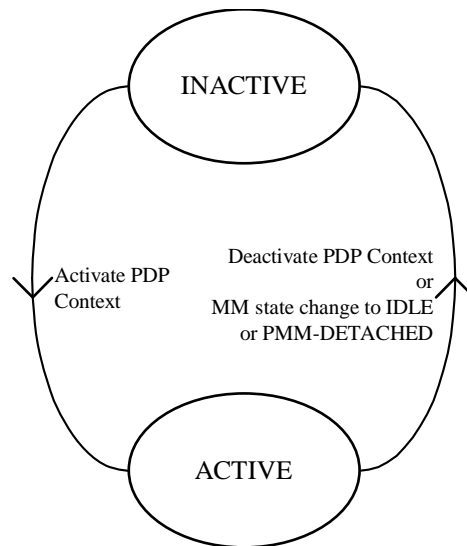 INACTIVE
Activate PDP
Context
Deactivate PDP Context
or
MM state change to IDLE
or PMM-DETACHED
ACTIVE